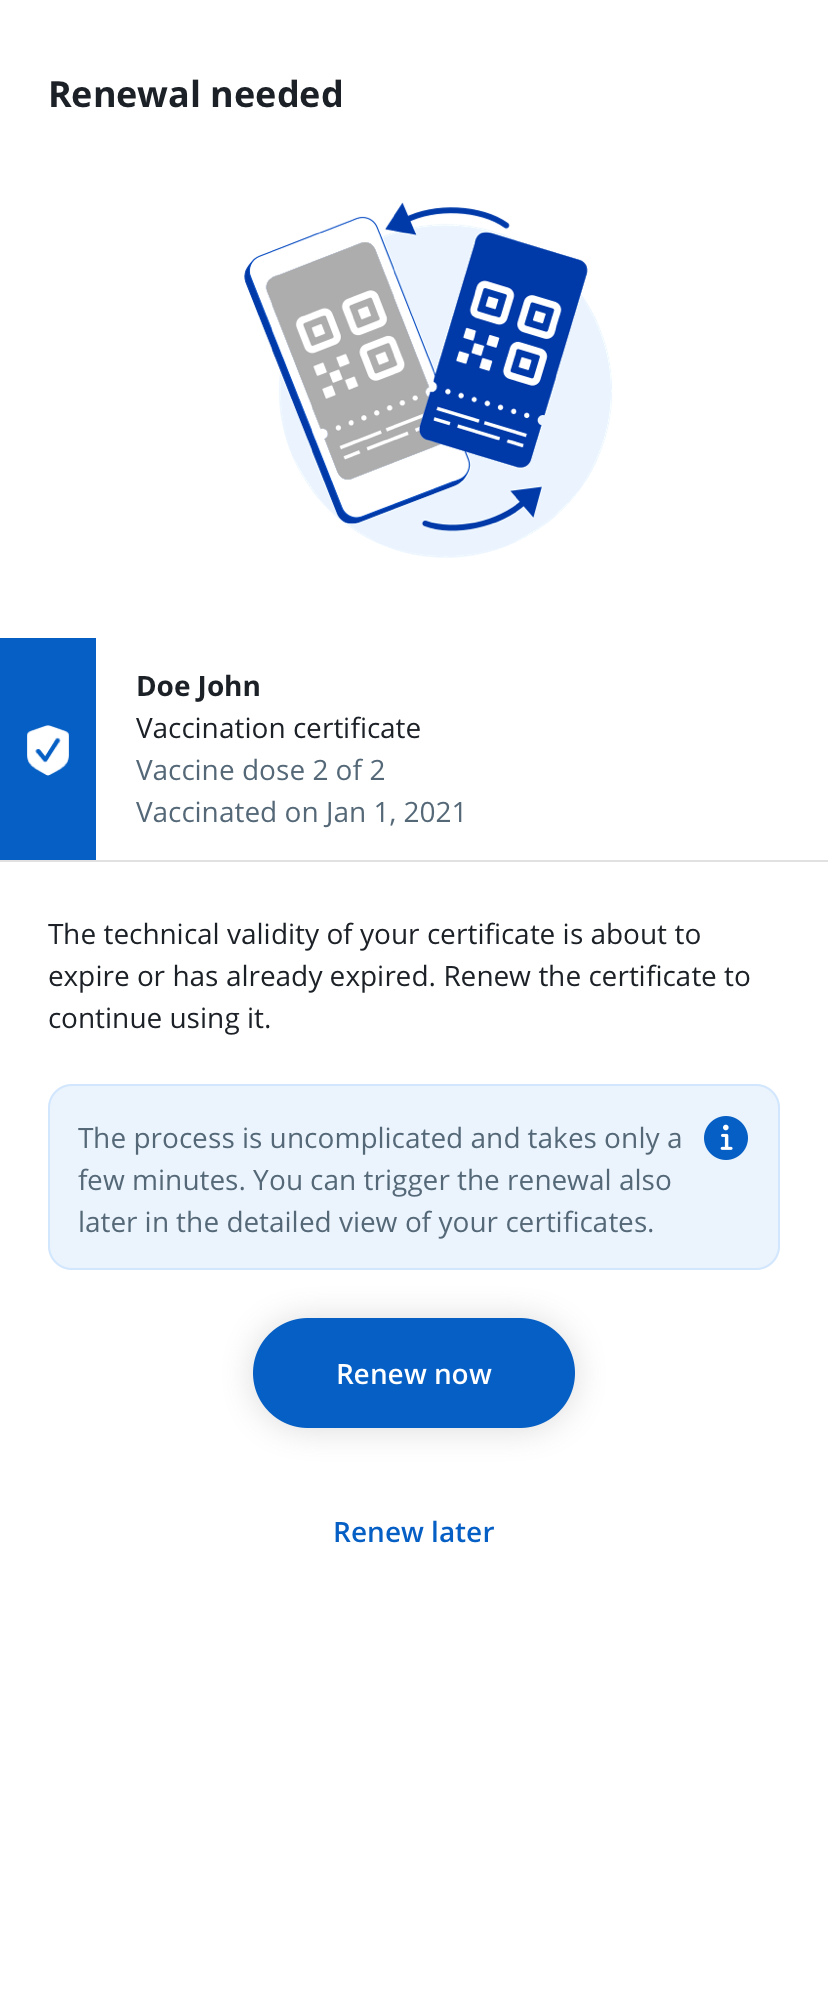 Renewal needed
Doe John
Vaccination certificate
Vaccine dose 2 of 2
Vaccinated on Jan 1, 2021
The technical validity of your certificate is about to
expire or has already expired. Renew the certificate to
continue using it.
The process is uncomplicated and takes only a
few minutes. You can trigger the renewal also
later in the detailed view of your certificates.
Renew now
Renew later